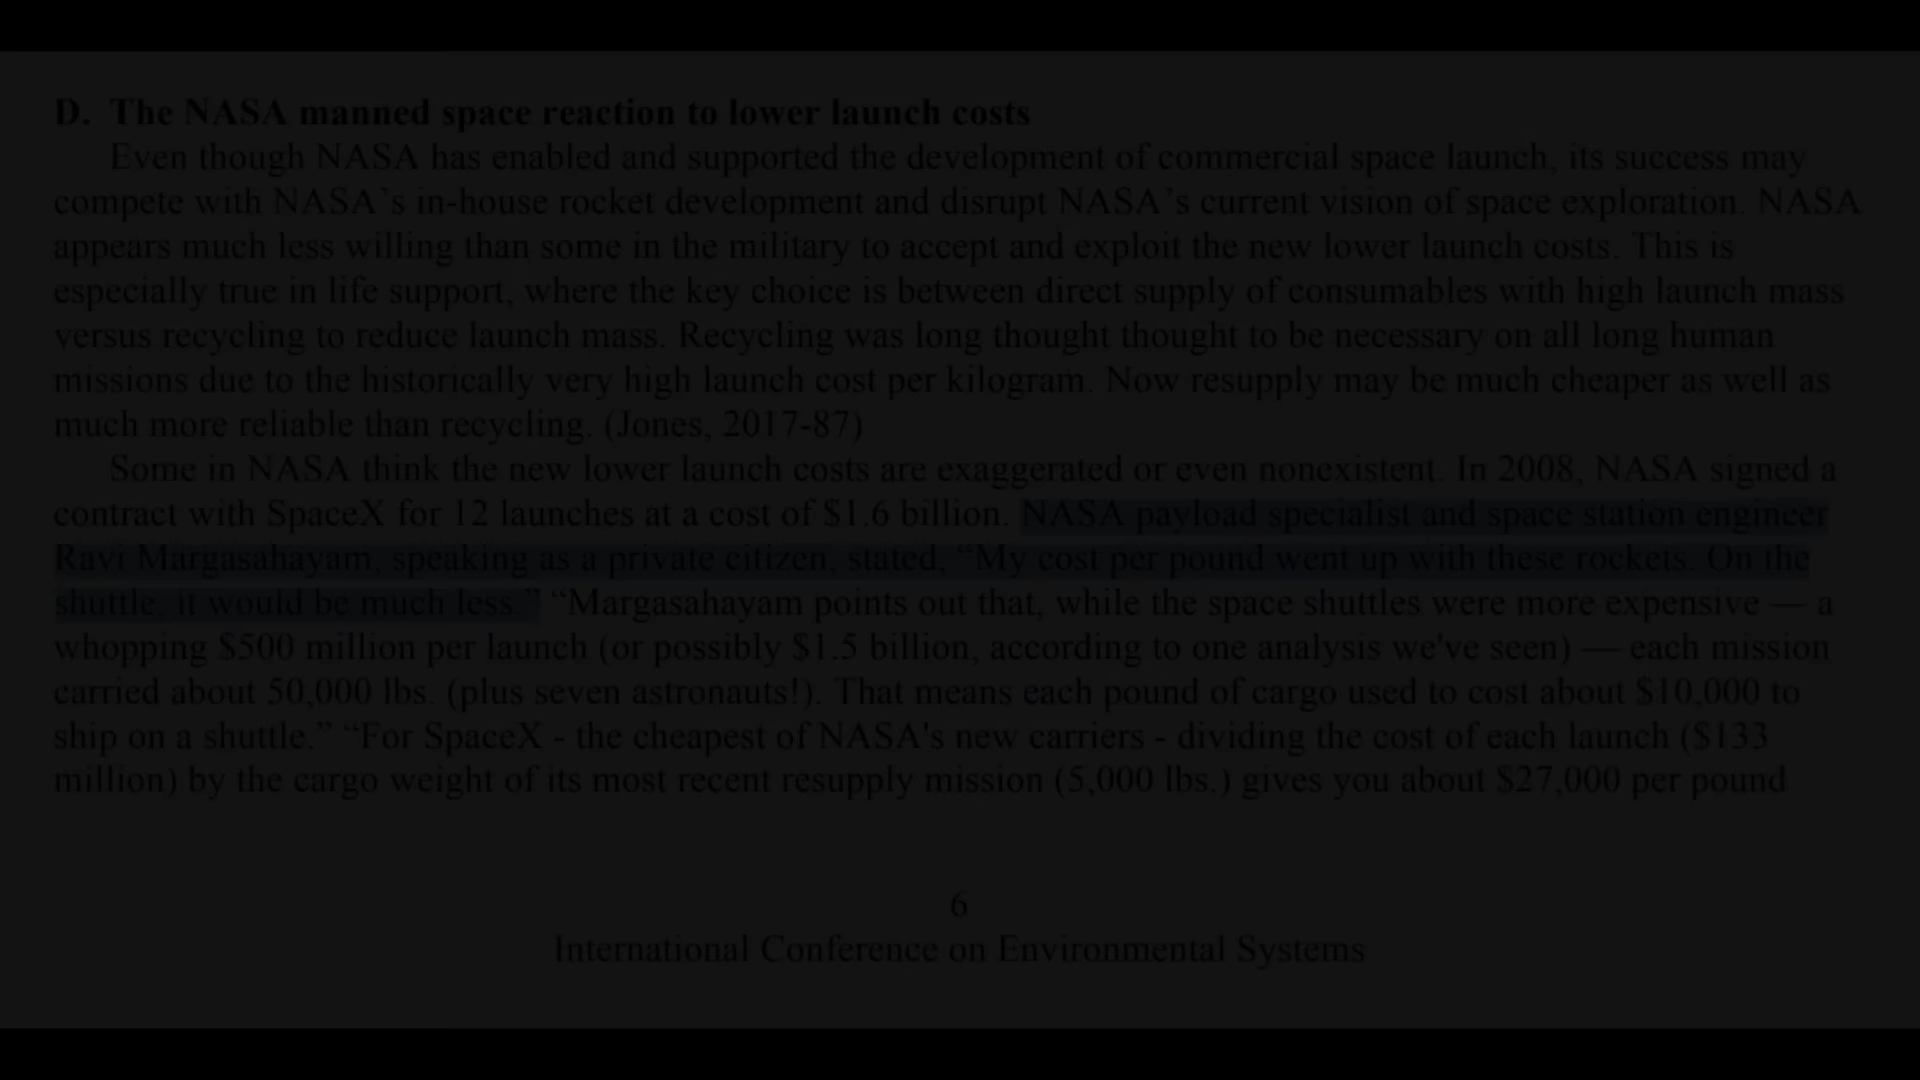 D. The NASA manned space reaction to lower launch costs
Even though NASA has enabled and supported the development of commercial space launch, its success may
compete with NASA's in-house rocket development and disrupt NASA's current vision of space exploration. NASA
appears much less willing than some in the military to accept and exploit the new lower launch costs. This is
especially true in life support, where the key choice is between direct supply of consumables with high launch mass
versus recycling to reduce launch mass. Recycling was long thought thought to be necessary on all long human
missions due to the historically very high launch cost per kilogram. Now resupply may be much cheaper as well as
much more reliable than recycling. (Jones, 2017-87)
Some in NASA think the new lower launch costs are exaggerated or even nonexistent. In 2008, NASA signed a
contract with SpaceX for 12 launches at a cost of $1.6 billion. NASA payload specialist and space station engineer
Ravi Margasahayam, speaking as a private citizen, stated, “My cost per pound went up with these rockets. On the
shuttle, it would be much less.” “Margasahayam points out that, while the space shuttles were more expensive — a
whopping $500 million per launch (or possibly $1.5 billion, according to one analysis we've seen) — each mission
carried about 50,000 lbs. (plus seven astronauts!). That means each pound of cargo used to cost about $10,000 to
ship on a shuttle.” “For SpaceX - the cheapest of NASA's new carriers - dividing the cost of each launch ($133
million) by the cargo weight of its most recent resupply mission (5,000 lbs.) gives you about $27,000 per pound
6
International Conference on Environmental Systems